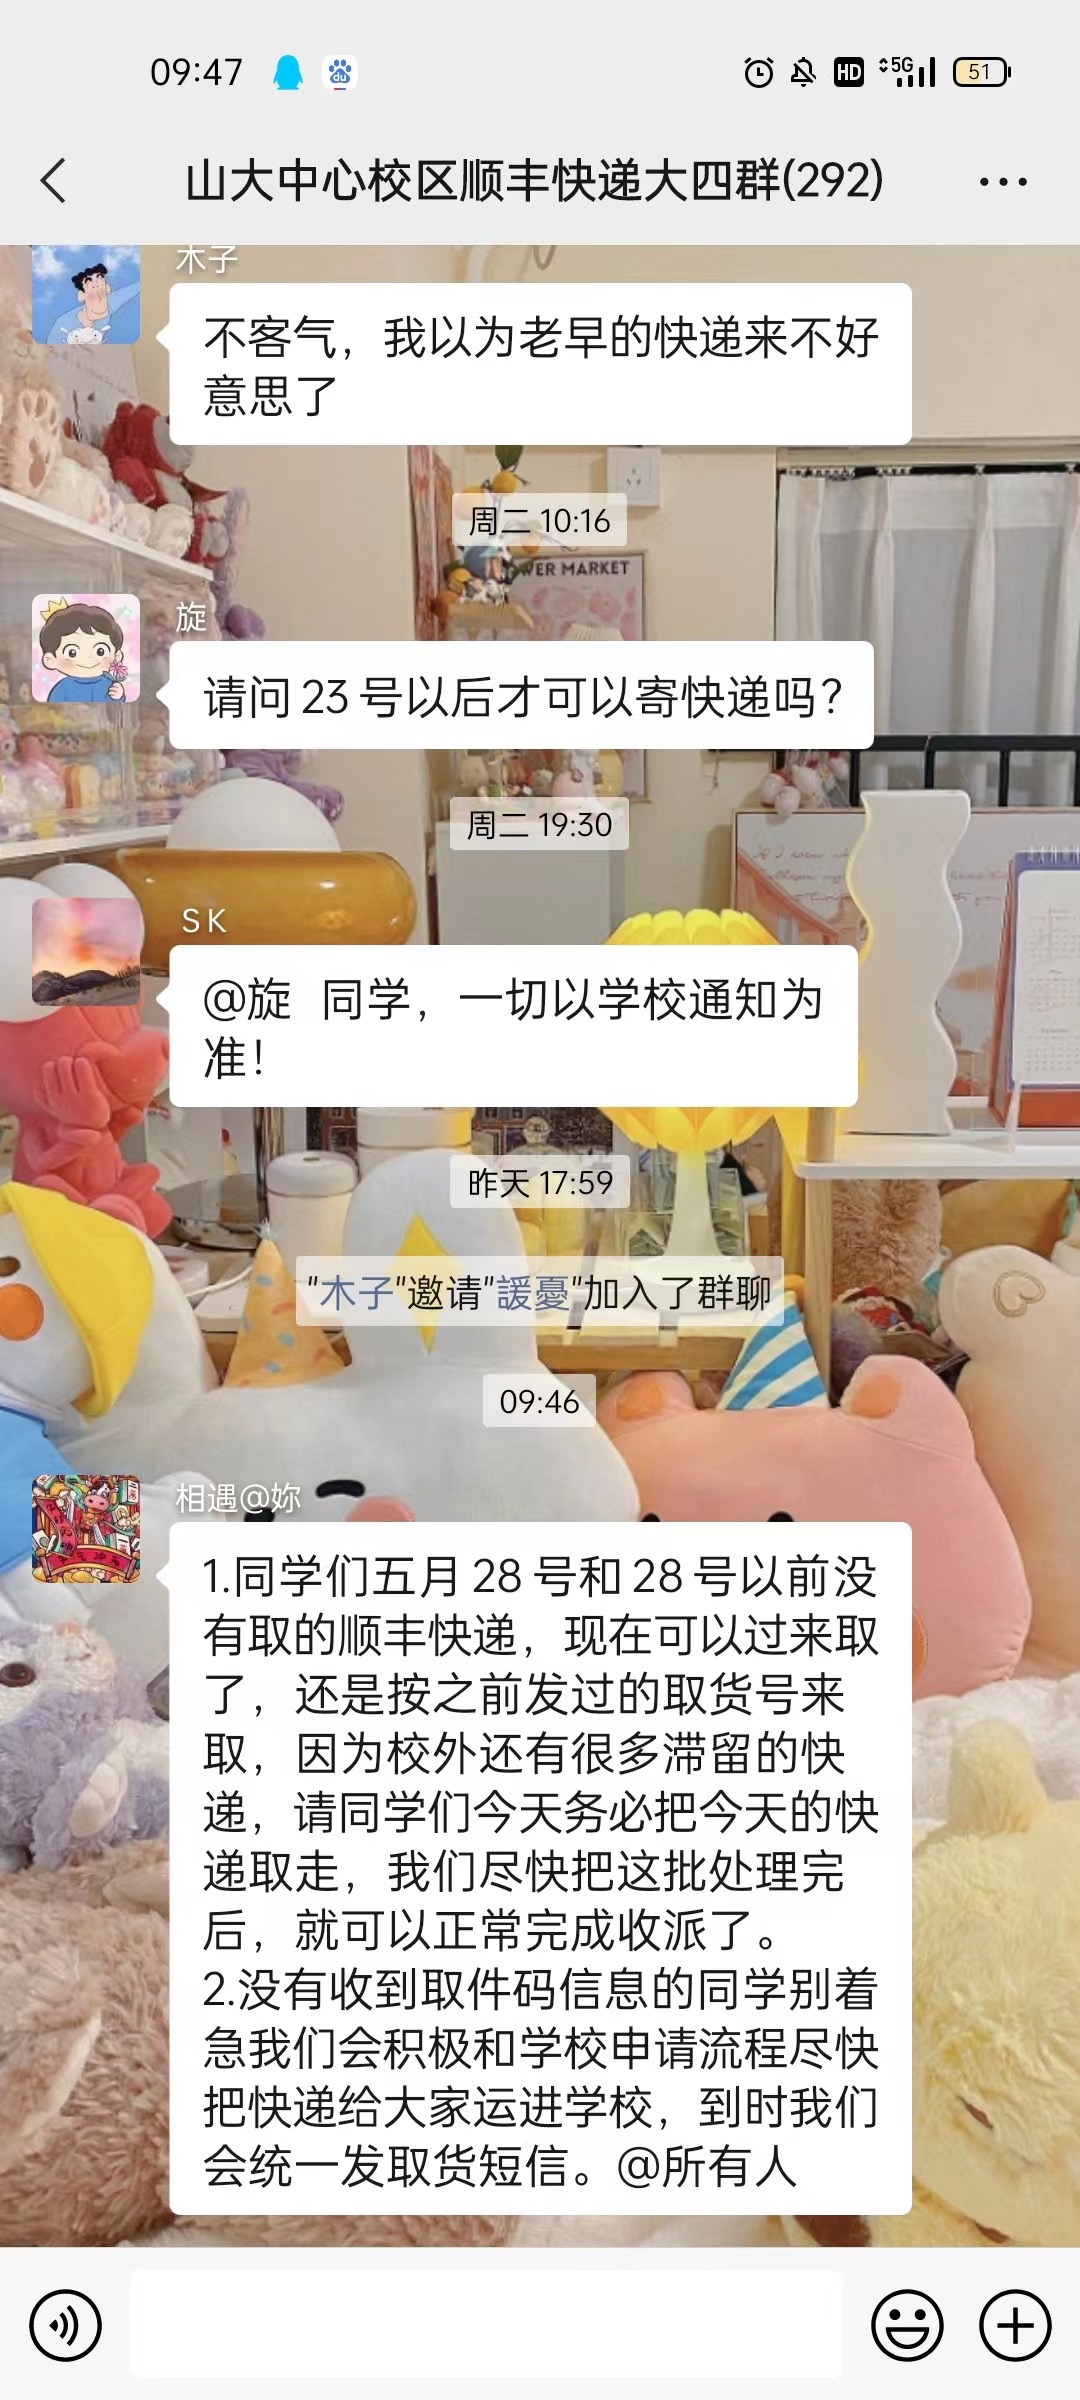 09:47
du
HD
5G
51
山大中心校区顺丰快递大四群(292)
木子
不客气，我以为老早的快递来不好
意思了
周二 10:16
WER MARKET
旋
请问 23 号以后才可以寄快递吗？
周二 19:30
S K
@旋 同学，一切以学校通知为
准！
昨天 17:59
"木子"邀请"諼憂"加入了群聊
09:46
相遇@妳
1.同学们五月 28 号和 28 号以前没
有取的顺丰快递，现在可以过来取
了，还是按之前发过的取货号来
取，因为校外还有很多滞留的快
递，请同学们今天务必把今天的快
递取走，我们尽快把这批处理完
后，就可以正常完成收派了。
2.没有收到取件码信息的同学别着
急我们会积极和学校申请流程尽快
把快递给大家运进学校，到时我们
会统一发取货短信。@所有人